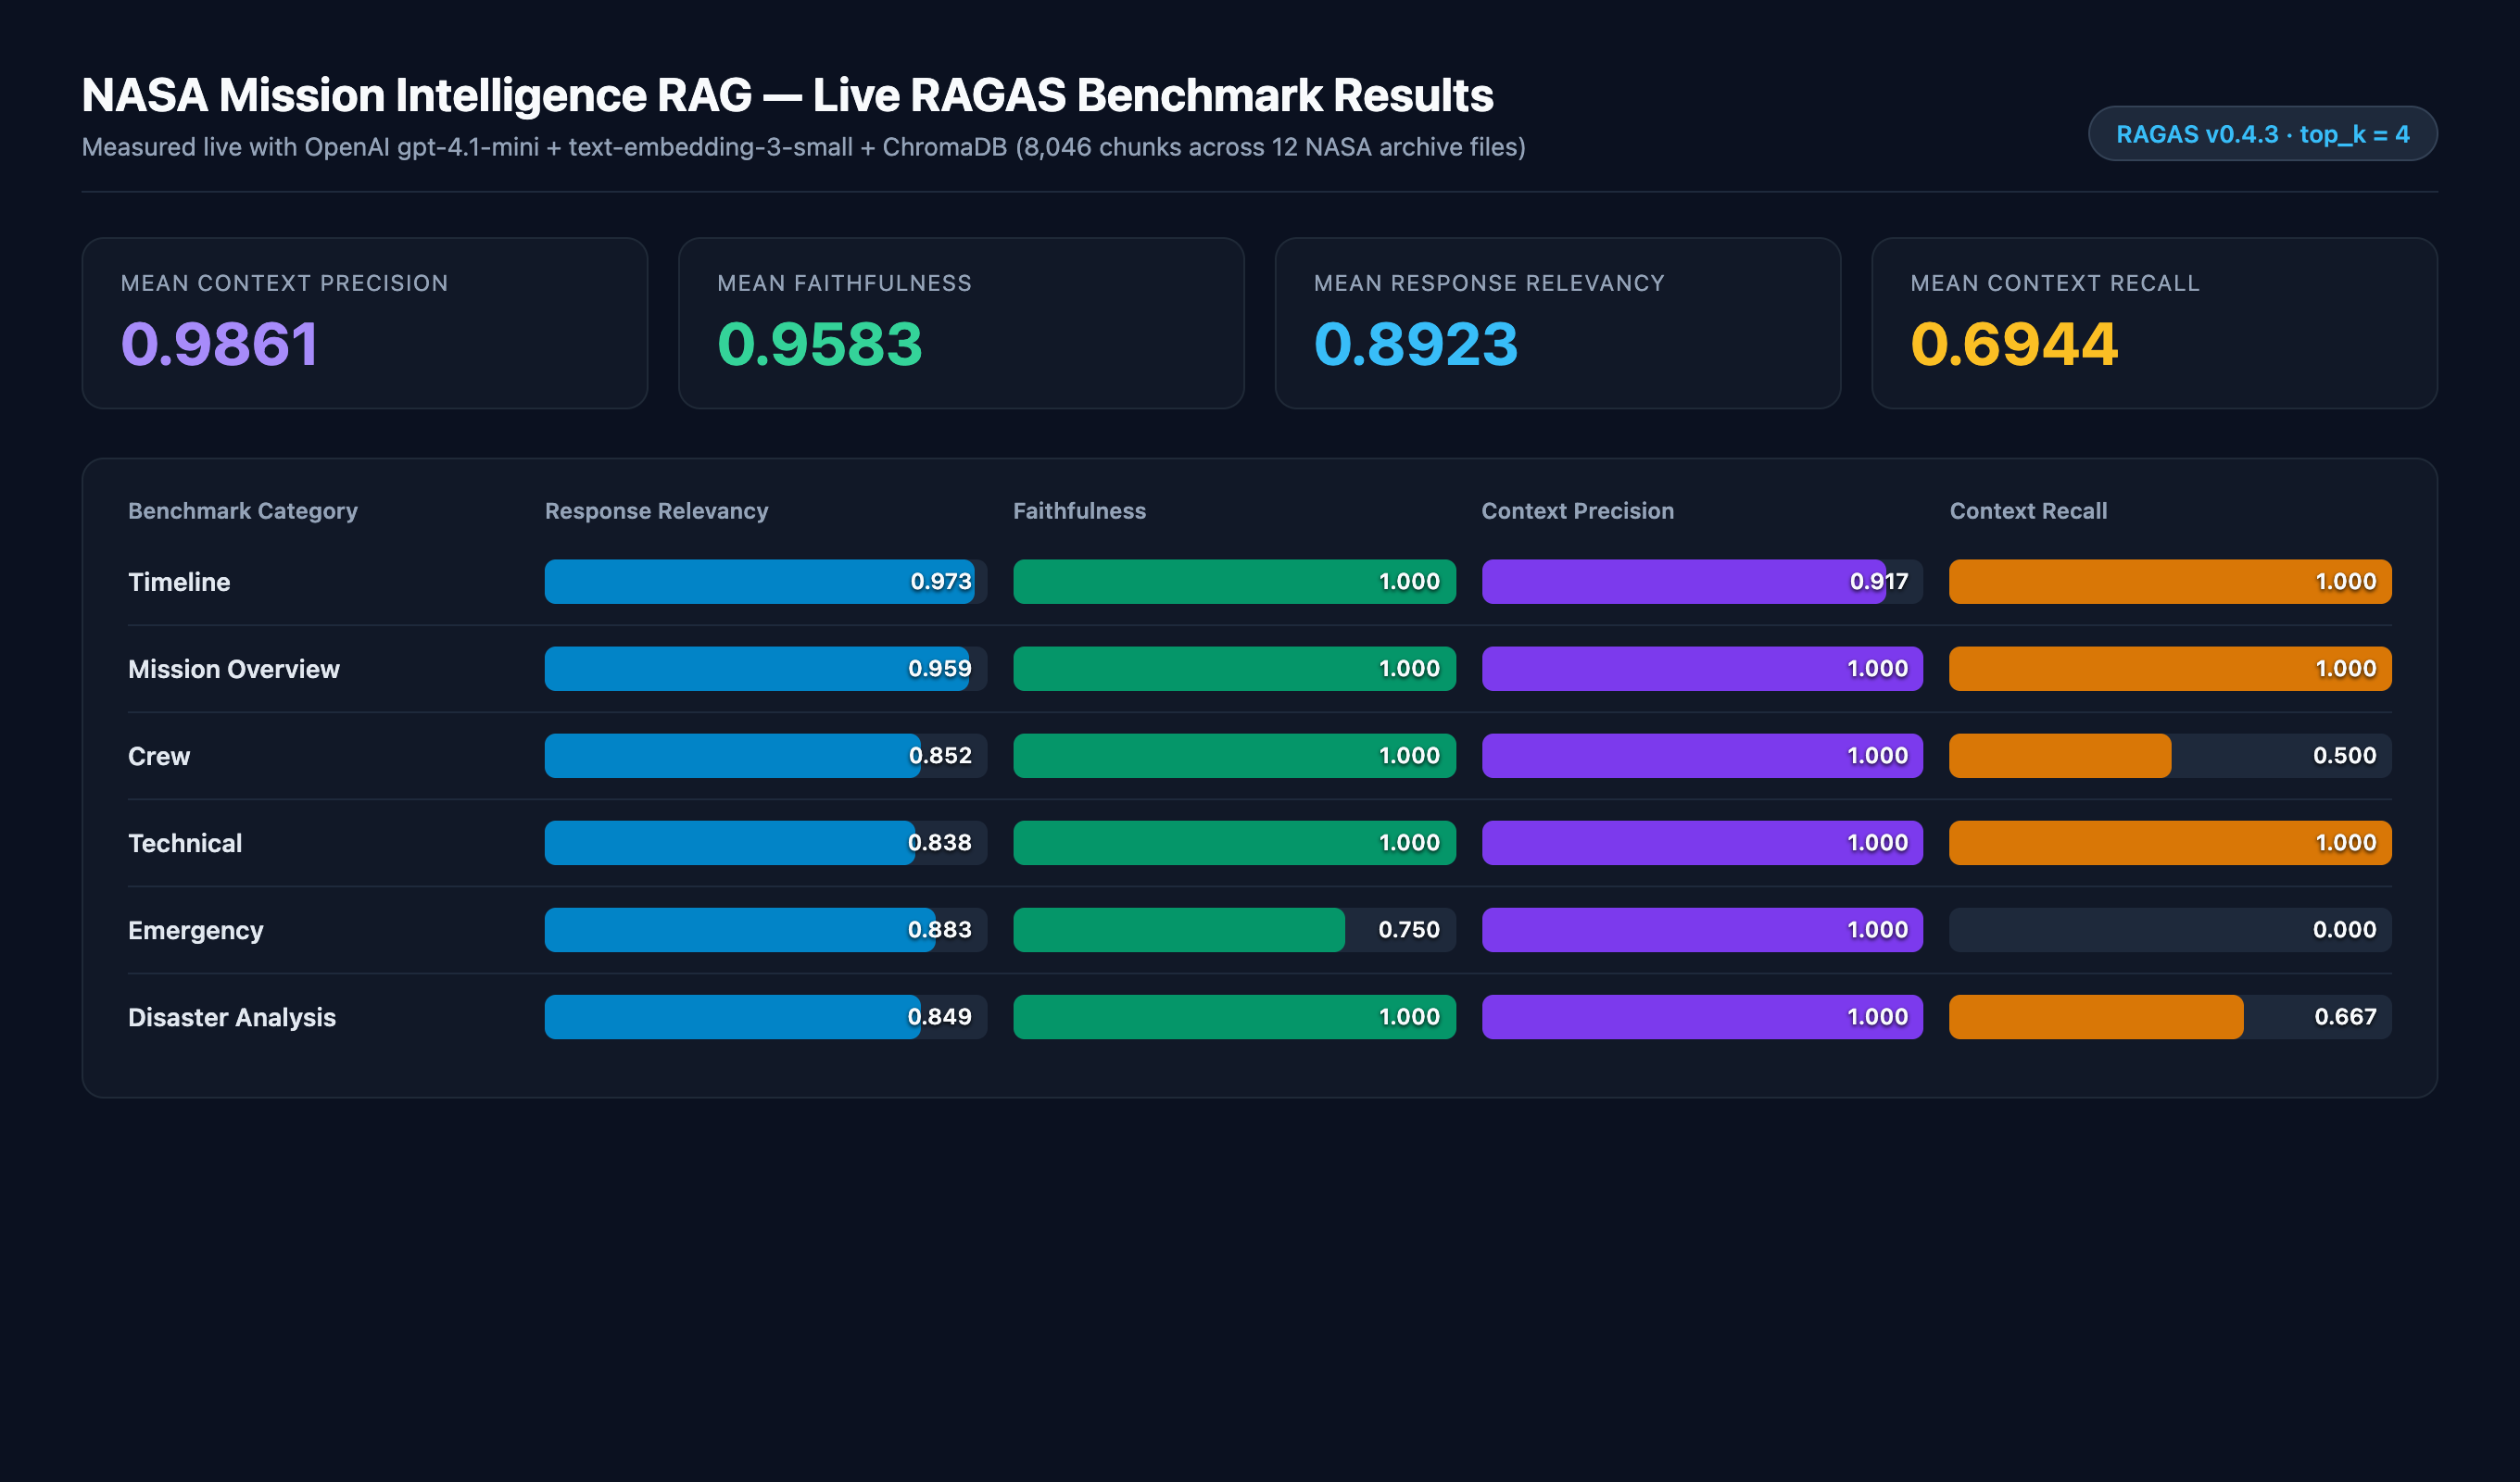 NASA Mission Intelligence RAG — Live RAGAS Benchmark Results
Measured live with OpenAI gpt-4.1-mini + text-embedding-3-small + ChromaDB (8,046 chunks across 12 NASA archive files)
RAGAS v0.4.3 · top_k = 4
MEAN CONTEXT PRECISION
0.9861
MEAN FAITHFULNESS
0.9583
MEAN RESPONSE RELEVANCY
0.8923
MEAN CONTEXT RECALL
0.6944
Benchmark Category Response Relevancy Faithfulness Context Precision Context Recall
Timeline 0.973 1.000 0.917 1.000
Mission Overview 0.959 1.000 1.000 1.000
Crew 0.852 1.000 1.000 0.500
Technical 0.838 1.000 1.000 1.000
Emergency 0.883 0.750 1.000 0.000
Disaster Analysis 0.849 1.000 1.000 0.667